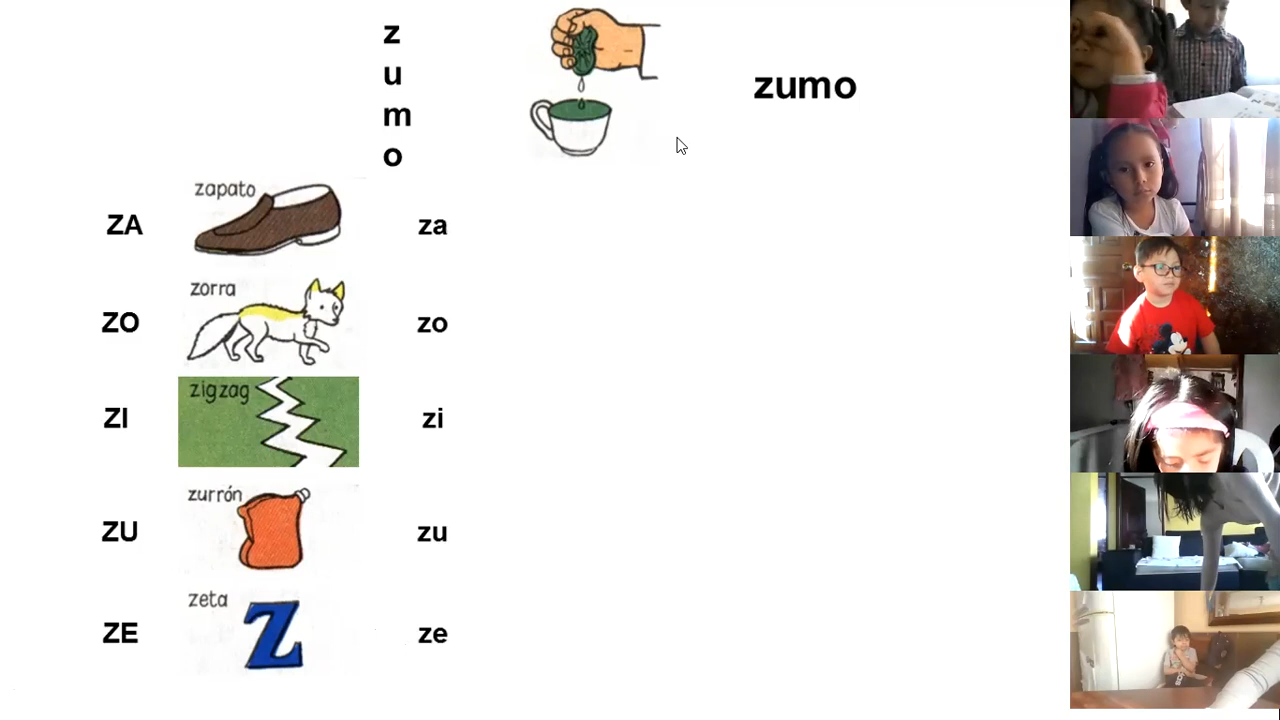 z
u
m
o
zumo
zapato
ZA
za
zorra
ZO
zo
zigzag
ZI
zi
zurrón
ZU
zu
zeta
Z
ZE
ze